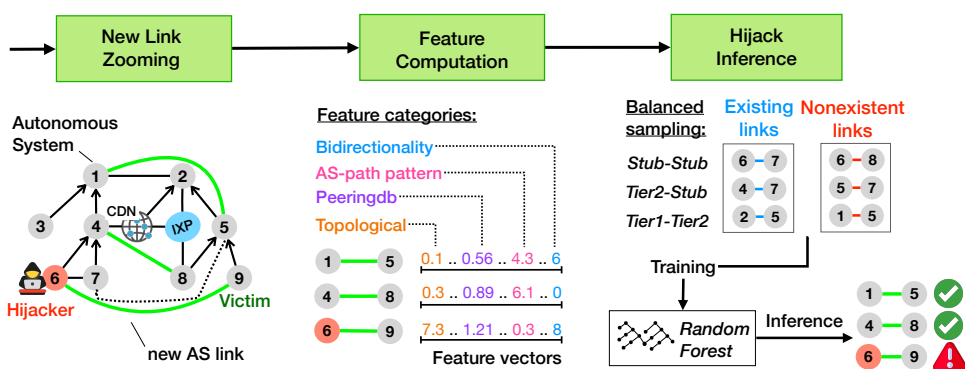 New Link
Zooming
Feature
Computation
Hijack
Inference
Autonomous
System
1
2
3
4
CDN
IXP
5
6
7
8
9
Hijacker
Victim
new AS link
Feature categories:
Bidirectionality
AS-path pattern
Peeringdb
Topological
1 5 0.1 .. 0.56 .. 4.3 .. 6
4 8 0.3 .. 0.89 .. 6.1 .. 0
6 9 7.3 .. 1.21 .. 0.3 .. 8
Feature vectors
Balanced
sampling:
Existing
links
Nonexistent
links
Stub-Stub 6 7 6 8
Tier2-Stub 4 7 5 7
Tier1-Tier2 2 5 1 5
Training
Random
Forest
Inference
1 5
4 8
6 9